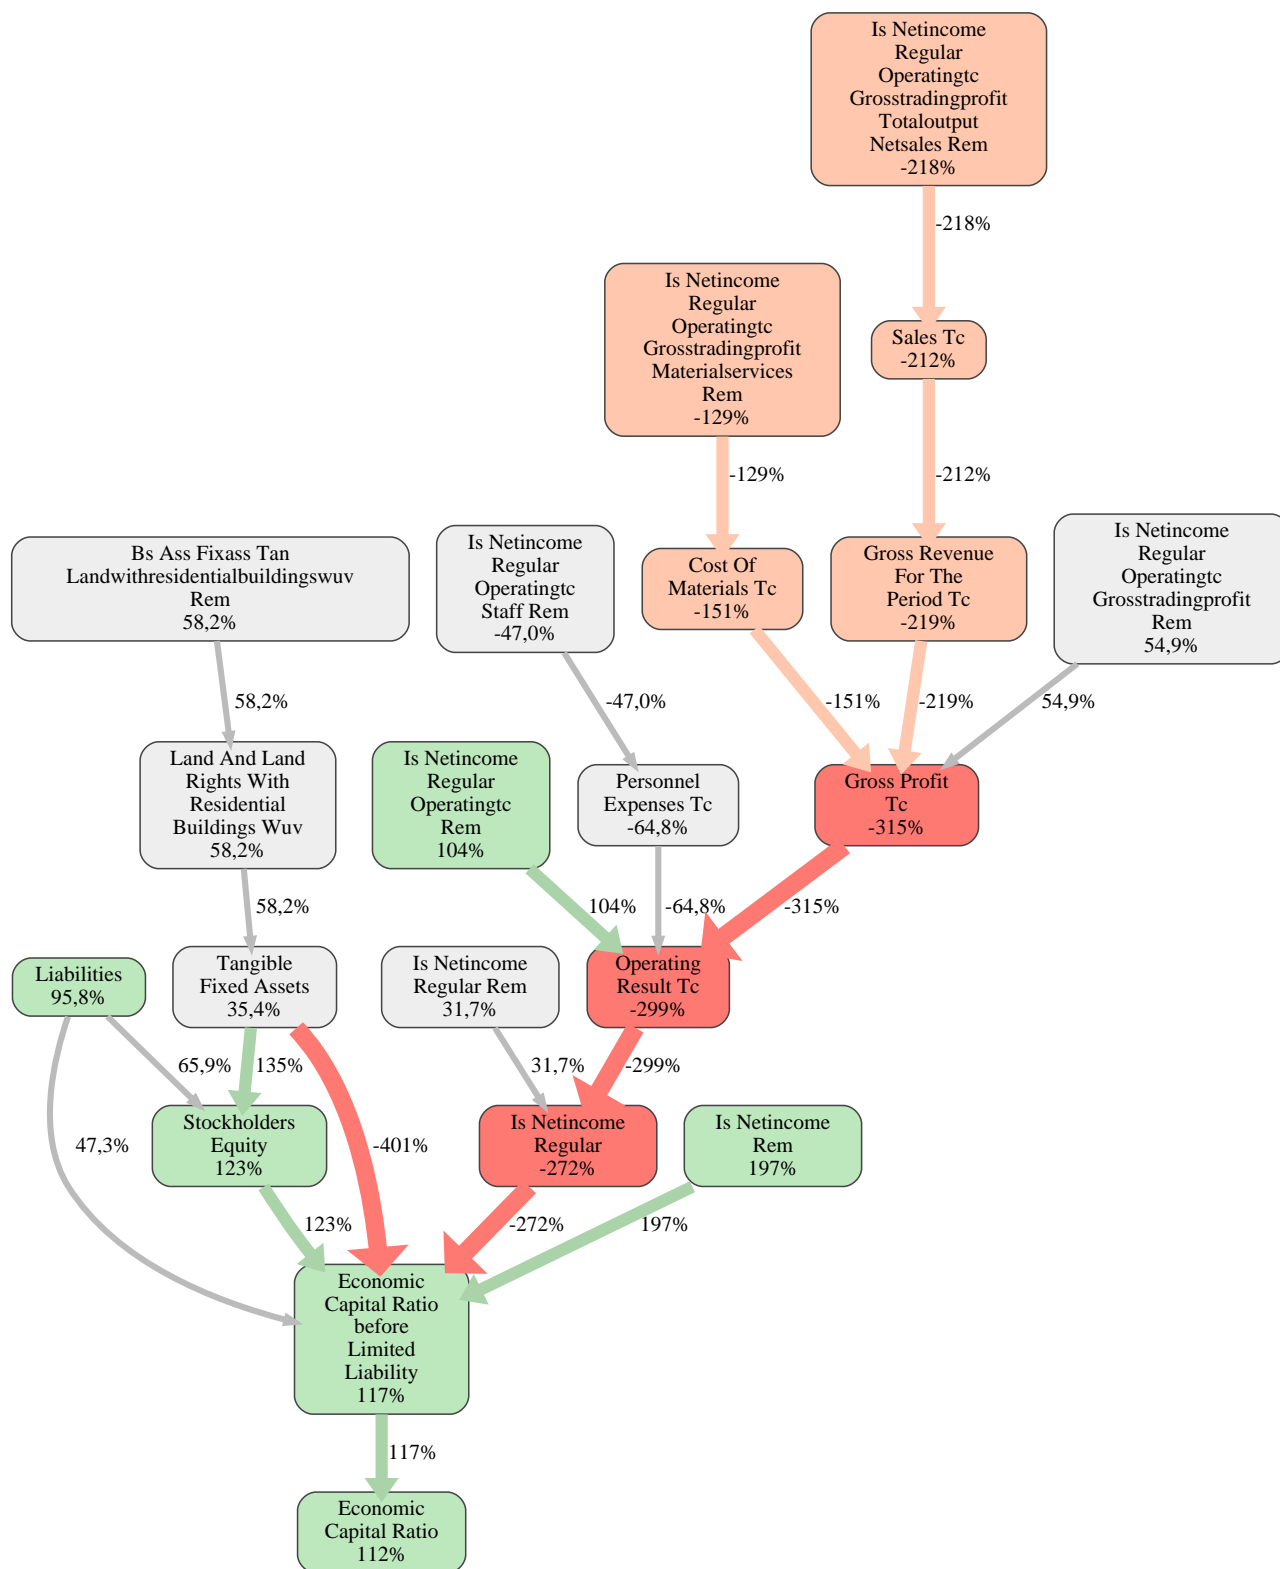 Is Netincome
Regular
Operatingtc
Grosstradingprofit
Totaloutput
Netsales Rem
-218%
-218%
Is Netincome
Regular
Operatingtc
Grosstradingprofit
Materialservices
Rem
-129%
Sales Tc
-212%
-129%
-212%
Bs Ass Fixass Tan
Landwithresidentialbuildingswuv
Rem
58,2%
Is Netincome
Regular
Operatingtc
Staff Rem
-47,0%
Cost Of
Materials Tc
-151%
Gross Revenue
For The
Period Tc
-219%
Is Netincome
Regular
Operatingtc
Grosstradingprofit
Rem
54,9%
58,2%
-47,0%
-151%
-219%
54,9%
Land And Land
Rights With
Residential
Buildings Wuv
58,2%
Is Netincome
Regular
Operatingtc
Rem
104%
Personnel
Expenses Tc
-64,8%
Gross Profit
Tc
-315%
58,2%
104%
-64,8%
-315%
Liabilities
95,8%
Tangible
Fixed Assets
35,4%
Is Netincome
Regular Rem
31,7%
Operating
Result Tc
-299%
65,9%
135%
31,7%
-299%
47,3%
Stockholders
Equity
123%
-401%
Is Netincome
Regular
-272%
Is Netincome
Rem
197%
123%
-272%
197%
Economic
Capital Ratio
before
Limited
Liability
117%
117%
Economic
Capital Ratio
112%